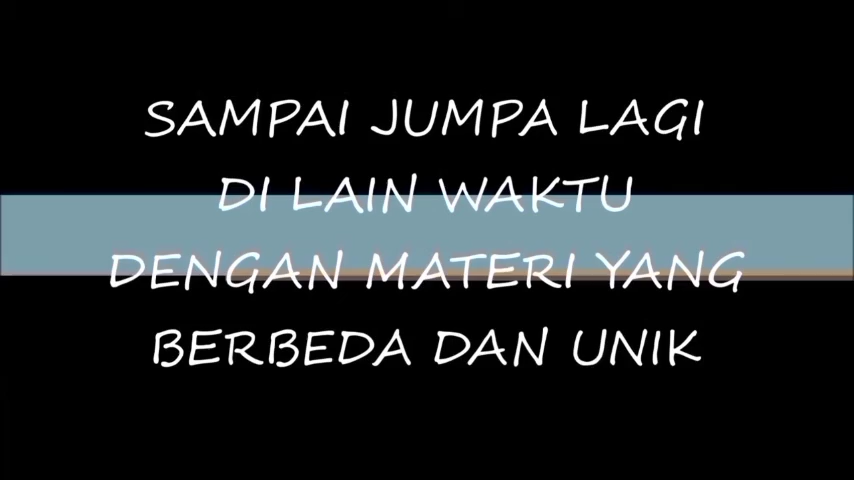 SAMPAI JUMPA LAGI
DI LAIN WAKTU
DENGAN MATERI YANG
BERBEDA DAN UNIK